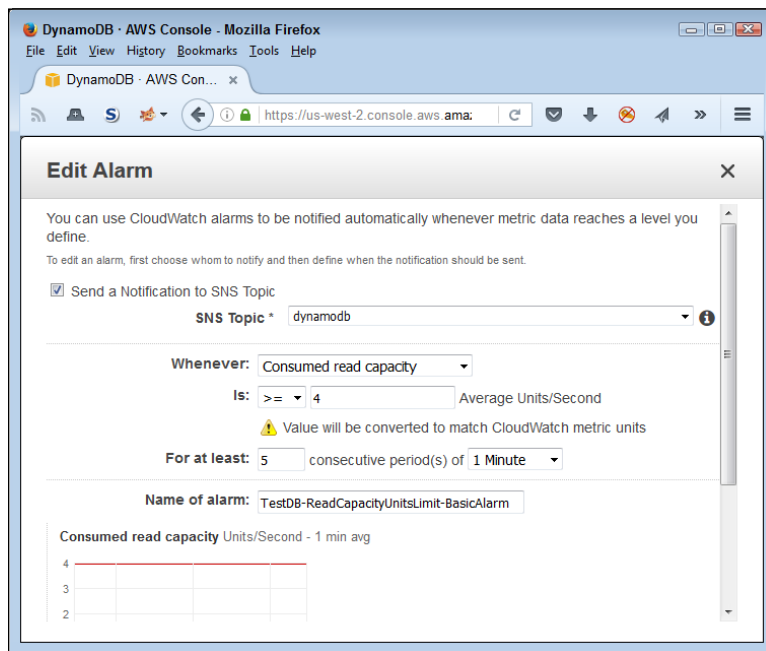 DynamoDB · AWS Console - Mozilla Firefox
File Edit View History Bookmarks Tools Help
DynamoDB · AWS Con... ×
https://us-west-2.console.aws.ama:
Edit Alarm
You can use CloudWatch alarms to be notified automatically whenever metric data reaches a level you
define.
To edit an alarm, first choose whom to notify and then define when the notification should be sent.
Send a Notification to SNS Topic
SNS Topic * dynamodb
Whenever: Consumed read capacity
Is: >= 4 Average Units/Second
Value will be converted to match CloudWatch metric units
For at least: 5 consecutive period(s) of 1 Minute
Name of alarm: TestDB-ReadCapacityUnitsLimit-BasicAlarm
Consumed read capacity Units/Second - 1 min avg
4
3
2